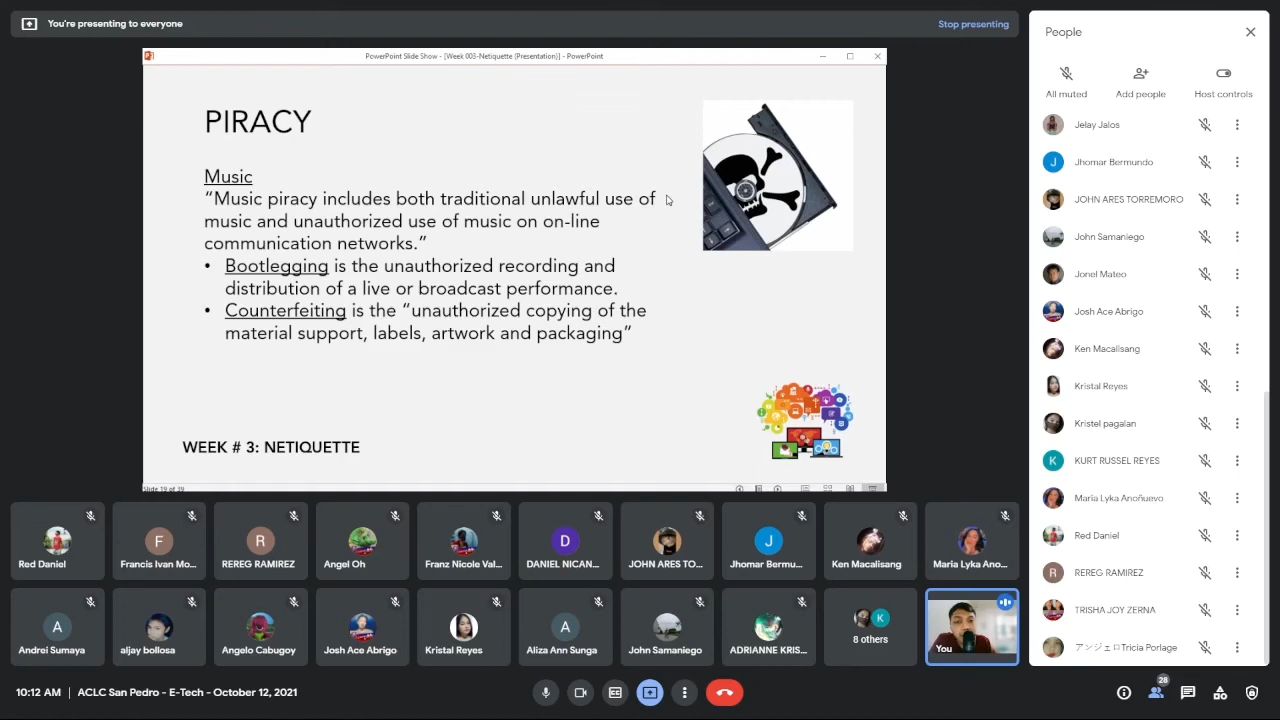 You're presenting to everyone
Stop presenting
PowerPoint Slide Show - [Week 003-Netiquette (Presentation)] - PowerPoint
PIRACY
Music
“Music piracy includes both traditional unlawful use of
music and unauthorized use of music on on-line
communication networks.”
• Bootlegging is the unauthorized recording and
distribution of a live or broadcast performance.
• Counterfeiting is the “unauthorized copying of the
material support, labels, artwork and packaging”
WEEK # 3: NETIQUETTE
Slide 19 of 39
Red Daniel
F
Francis Ivan Mo...
R
REREG RAMIREZ
Angel Oh
Franz Nicole Val...
D
DANIEL NICAN...
JOHN ARES TO...
J
Jhomar Bermu...
Ken Macalisang
Maria Lyka Ano...
A
Andrei Sumaya
aljay bollosa
Angelo Cabugoy
Josh Ace Abrigo
Kristal Reyes
A
Aliza Ann Sunga
John Samaniego
ADRIANNE KRIS...
K
8 others
You
10:12 AM | ACLC San Pedro - E-Tech - October 12, 2021
People
All muted
Add people
Host controls
Jelay Jalos
J
Jhomar Bermundo
JOHN ARES TORREMORO
John Samaniego
Jonel Mateo
Josh Ace Abrigo
Ken Macalisang
Kristal Reyes
Kristel pagalan
K
KURT RUSSEL REYES
Maria Lyka Anoñuevo
Red Daniel
R
REREG RAMIREZ
TRISHA JOY ZERNA
アンジェロTricia Porlage
28